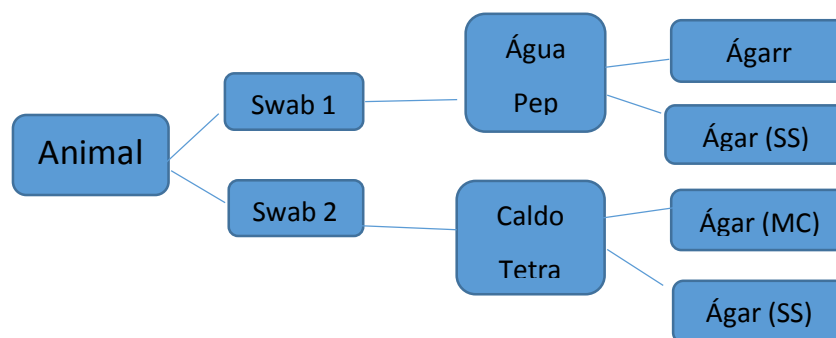 Animal
Swab 1
Swab 2
Água
Pep
Caldo
Tetra
Ágarr
Ágar (SS)
Ágar (MC)
Ágar (SS)